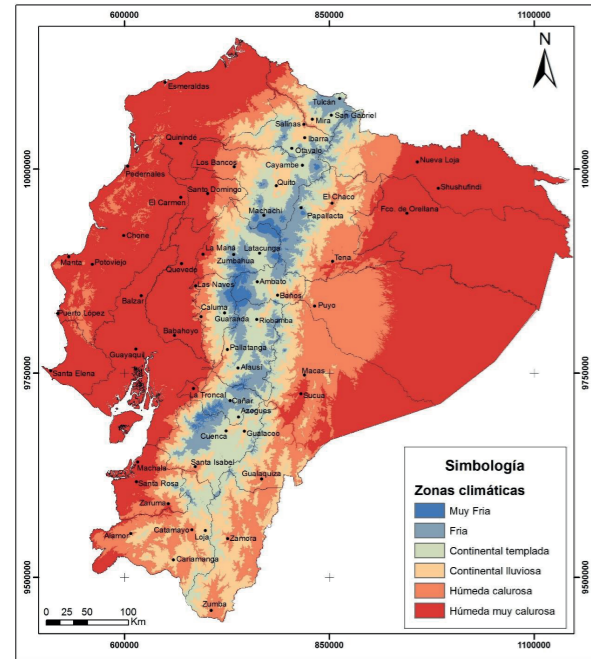 600000 850000 1100000
N
Esmeraldas
Tulcán
San Gabriel
Mira
Salinas
Ibarra
Quinindé
Otavalo
Los Bancos
Cayambe
Nueva Loja
Pedernales
Quito
Shushufindi
Santo Domingo
El Carmen
El Chaco
Machachi
Papallacta
Fco. de Orellana
Chone
La Maná
Latacunga
Manta
Potoviejo
Quevedo
Zumbahua
Tena
Las Naves
Ambato
Balzar
Baños
Puyo
Puerto López
Caluma
Guaranda
Riobamba
Babahoyo
Guayaquil
Pallatanga
Santa Elena
Alausí
Macas
La Troncal
Cañar
Sucua
Azogues
Cuenca
Gualaceo
Machala
Santa Isabel
Gualaquiza
Santa Rosa
Zaruma
Catamayo
Alamor
Loja
Zamora
Cariamanga
Zumba
10000000
9750000
9500000
10000000
9750000
9500000
Simbología
Zonas climáticas
Muy Fria
Fria
Continental templada
Continental lluviosa
Húmeda calurosa
Húmeda muy calurosa
0 25 50 100
Km
600000 850000 1100000